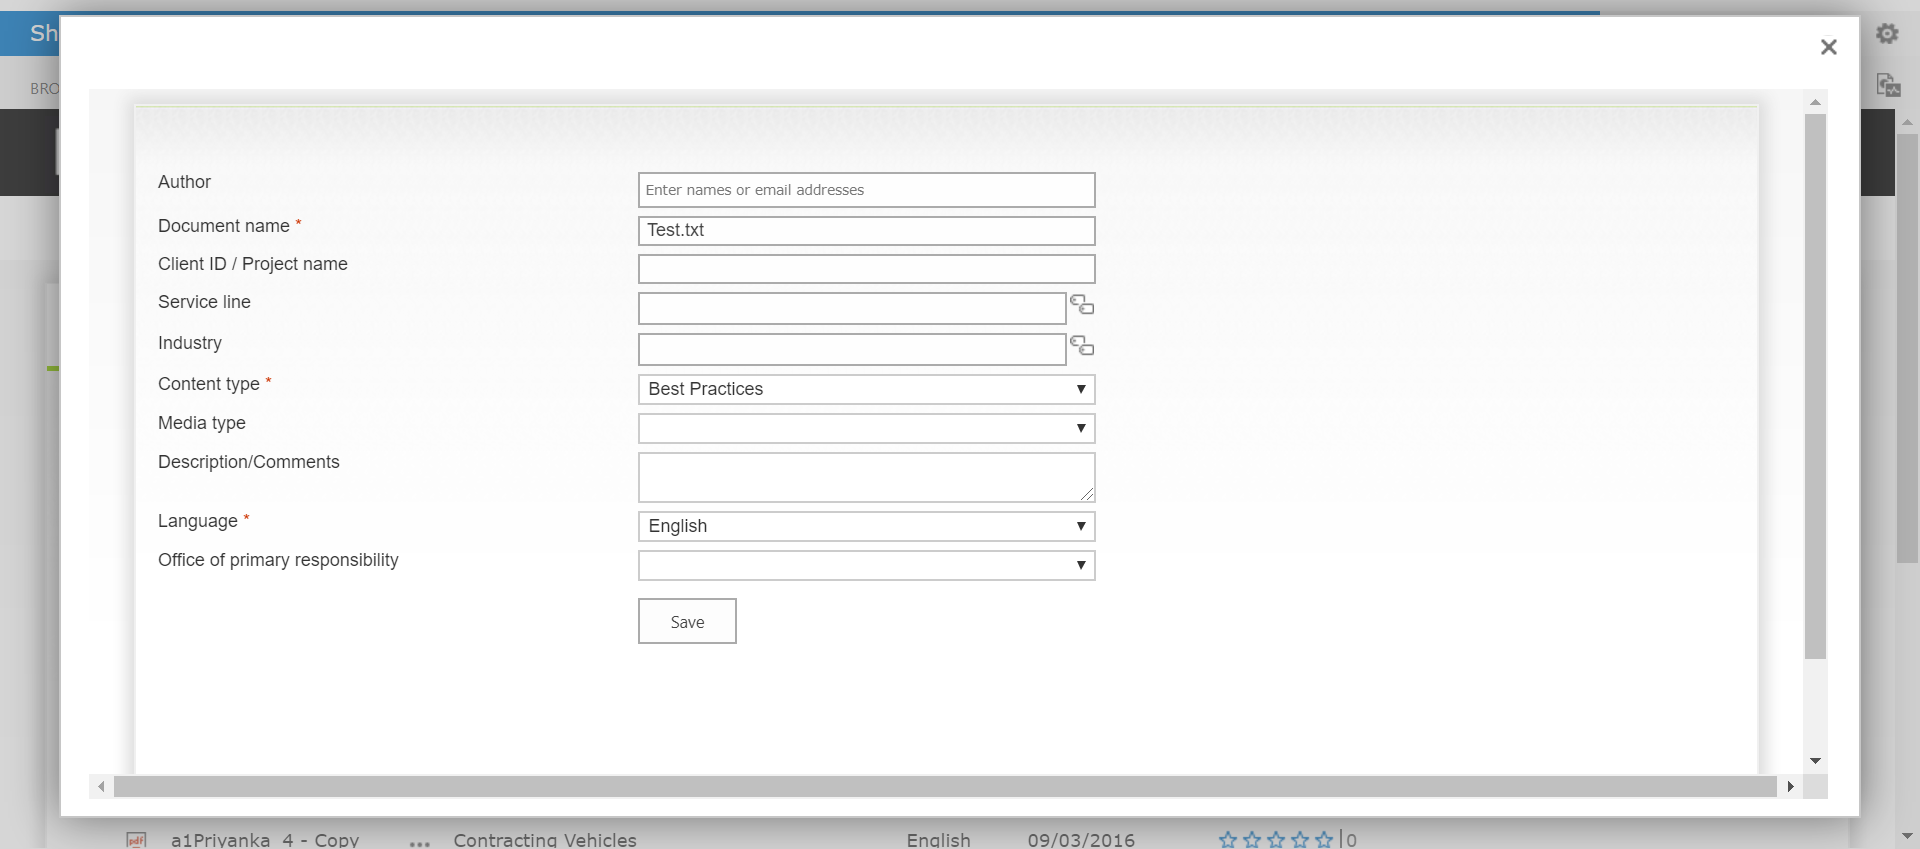 Sh
BRO
Author
Enter names or email addresses
Document name *
Test.txt
Client ID / Project name
Service line
Industry
Content type *
Best Practices
Media type
Description/Comments
Language *
English
Office of primary responsibility
Save
pdf a1Priyanka_4 - Copy ... Contracting Vehicles English 09/03/2016 0